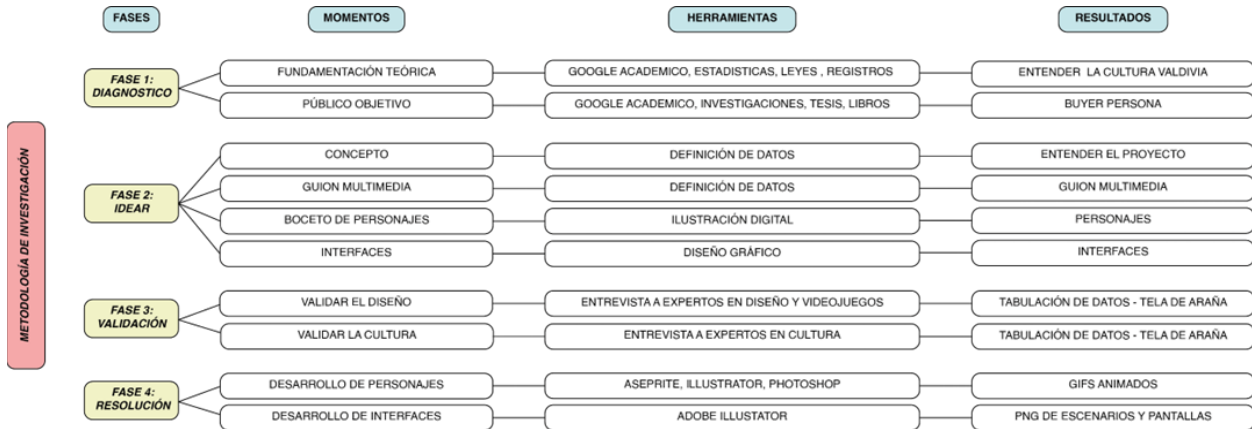 FASES MOMENTOS HERRAMIENTAS RESULTADOS
METODOLOGÍA DE INVESTIGACIÓN
FASE 1:
DIAGNOSTICO
FUNDAMENTACIÓN TEÓRICA GOOGLE ACADEMICO, ESTADISTICAS, LEYES , REGISTROS ENTENDER LA CULTURA VALDIVIA
PÚBLICO OBJETIVO GOOGLE ACADEMICO, INVESTIGACIONES, TESIS, LIBROS BUYER PERSONA
FASE 2:
IDEAR
CONCEPTO DEFINICIÓN DE DATOS ENTENDER EL PROYECTO
GUION MULTIMEDIA DEFINICIÓN DE DATOS GUION MULTIMEDIA
BOCETO DE PERSONAJES ILUSTRACIÓN DIGITAL PERSONAJES
INTERFACES DISEÑO GRÁFICO INTERFACES
FASE 3:
VALIDACIÓN
VALIDAR EL DISEÑO ENTREVISTA A EXPERTOS EN DISEÑO Y VIDEOJUEGOS TABULACIÓN DE DATOS - TELA DE ARAÑA
VALIDAR LA CULTURA ENTREVISTA A EXPERTOS EN CULTURA TABULACIÓN DE DATOS - TELA DE ARAÑA
FASE 4:
RESOLUCIÓN
DESARROLLO DE PERSONAJES ASEPRITE, ILLUSTRATOR, PHOTOSHOP GIFS ANIMADOS
DESARROLLO DE INTERFACES ADOBE ILLUSTATOR PNG DE ESCENARIOS Y PANTALLAS